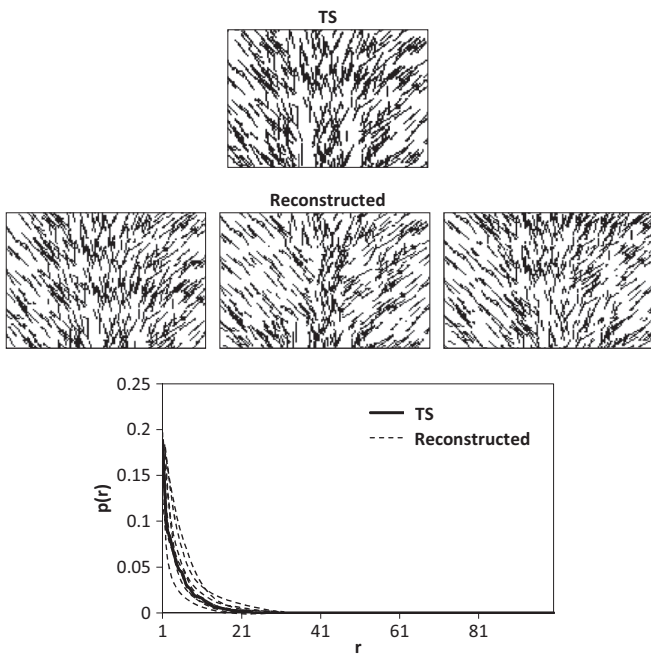 TS
Reconstructed
0.25
0.2
0.15
0.1
0.05
0
p(r)
TS
Reconstructed
1 21 41 61 81
r